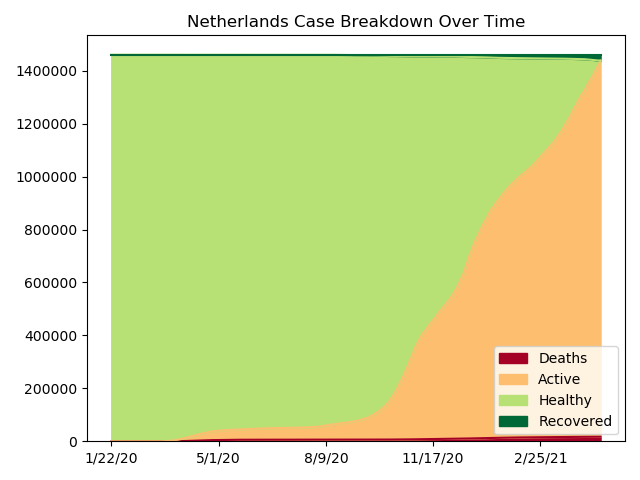 Netherlands Case Breakdown Over Time
1400000
1200000
1000000
800000
600000
400000
200000
0
Deaths
Active
Healthy
Recovered
1/22/20 5/1/20 8/9/20 11/17/20 2/25/21